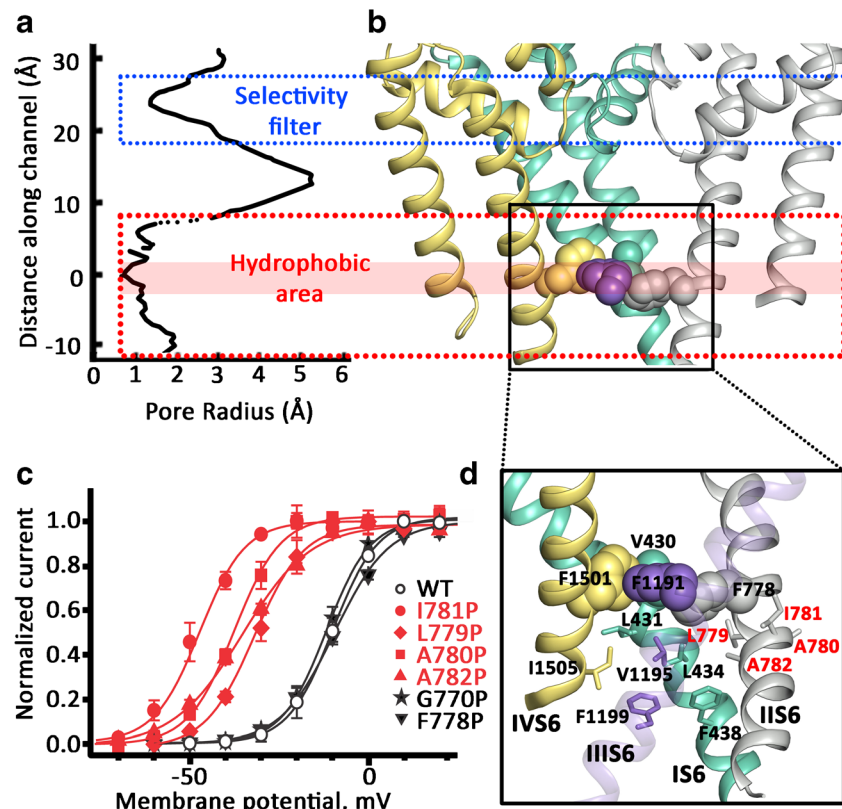 a
b
Distance along channel (Å)
30
20
10
0
-10
Selectivity
filter
Hydrophobic
area
0 1 2 3 4 5 6
Pore Radius (Å)
c
Normalized current
1.0
0.8
0.6
0.4
0.2
0.0
WT
I781P
L779P
A780P
A782P
G770P
F778P
-50 0
Membrane potential, mV
d
V430
F1501 F1191 F778
L431 L779 I781
A780
I1505 V1195 L434 A782
F1199 F438
IVS6 IIIS6 IS6 IIS6